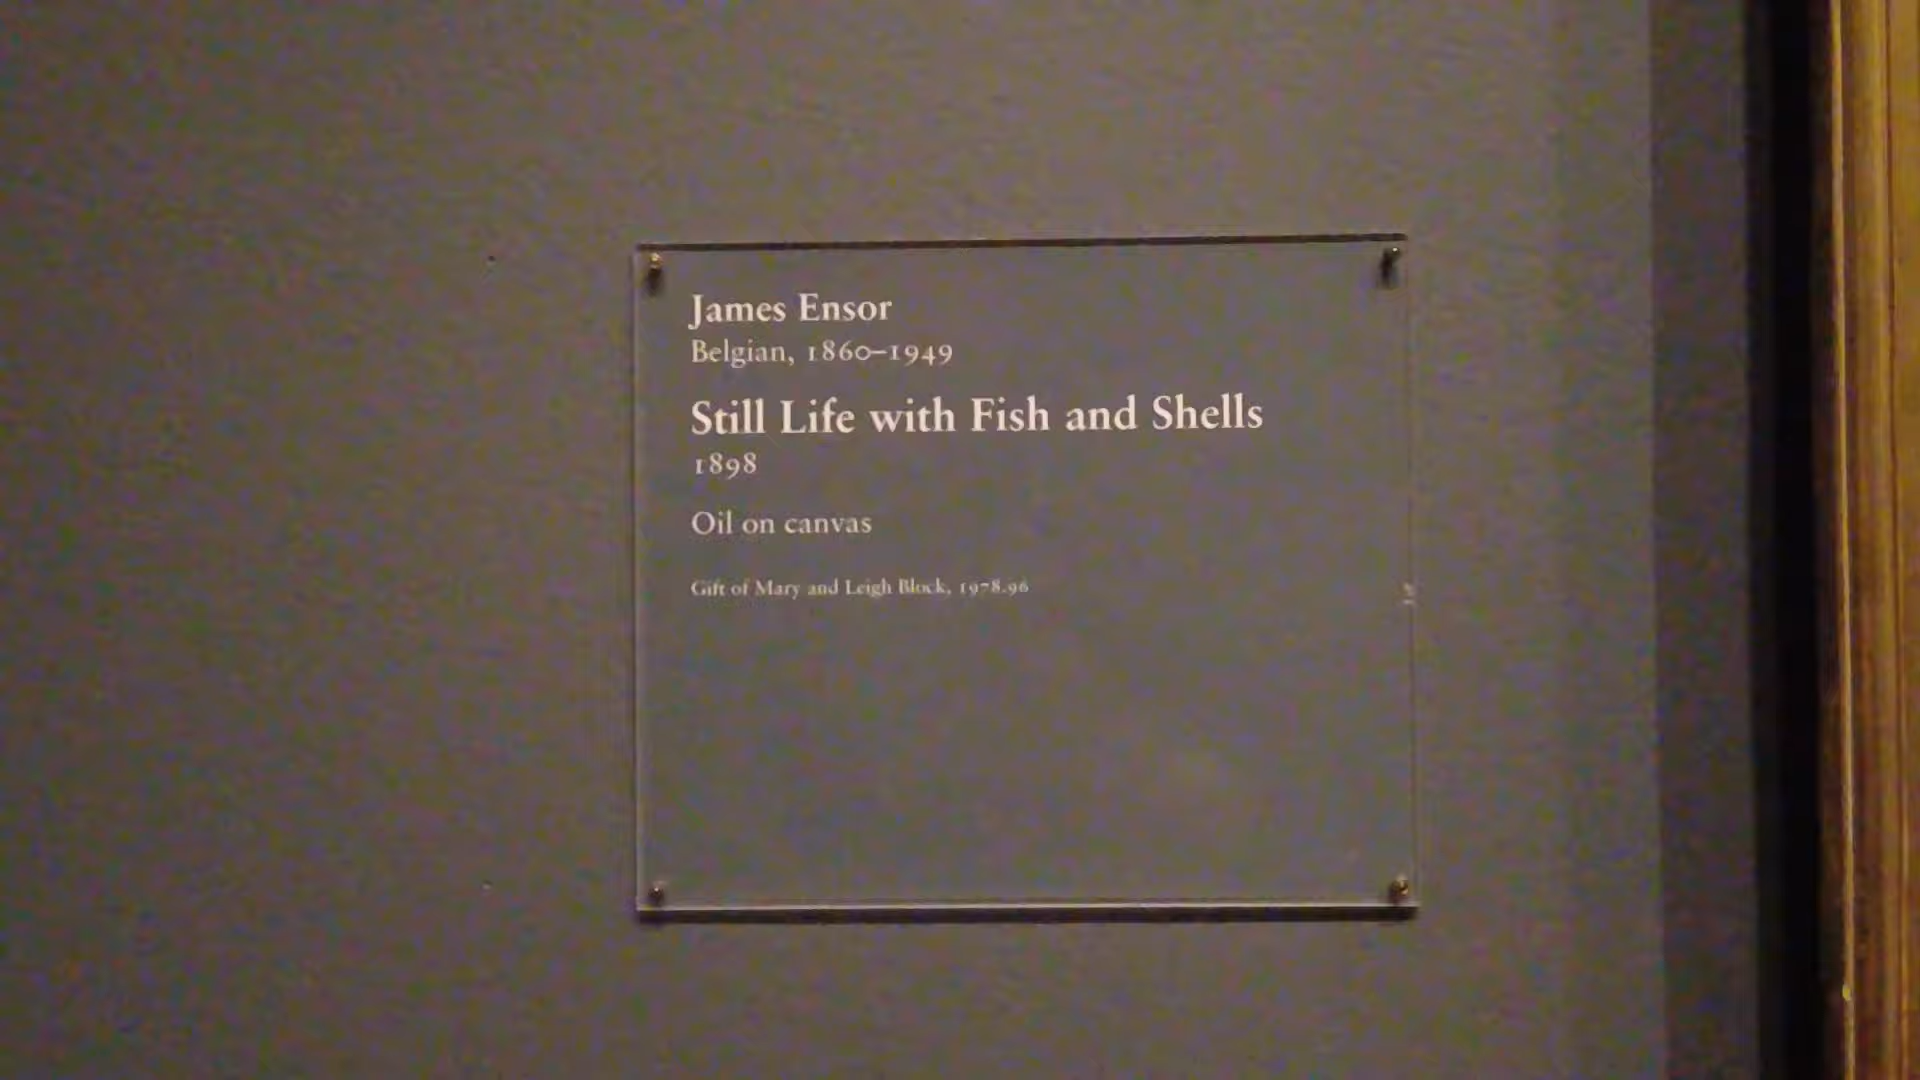 James Ensor
Belgian, 1860–1949
Still Life with Fish and Shells
1898
Oil on canvas
Gift of Mary and Leigh Block, 1978.96